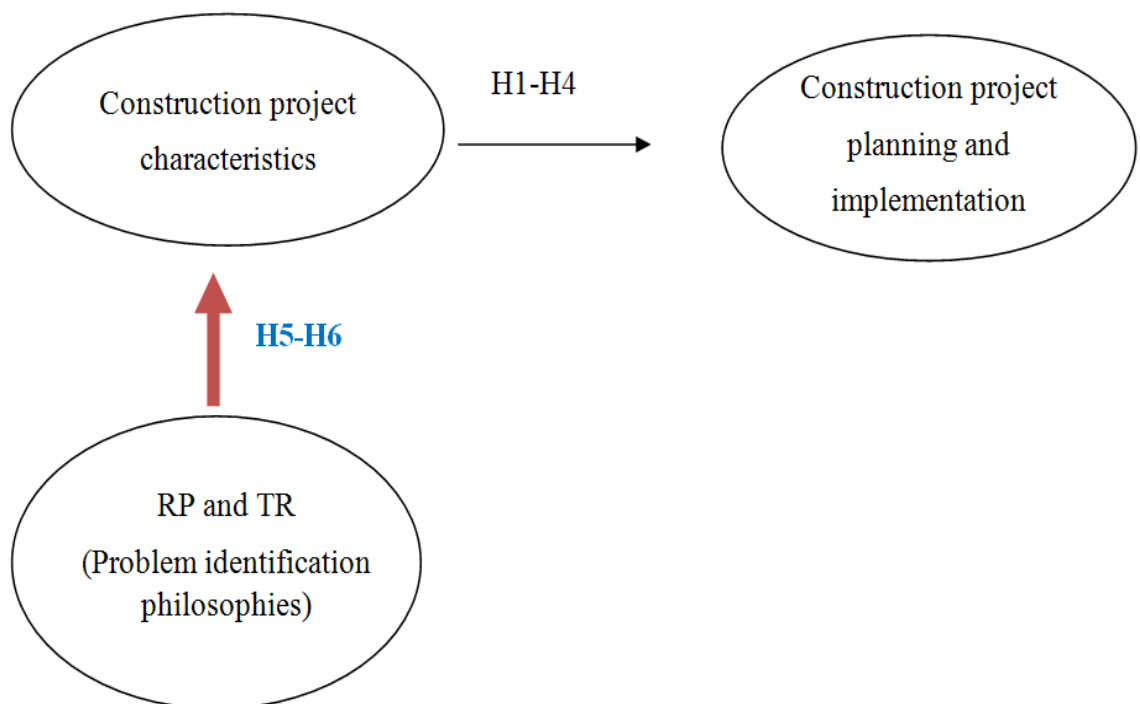 Construction project
characteristics
H1-H4
Construction project
planning and
implementation
H5-H6
RP and TR
(Problem identification
philosophies)